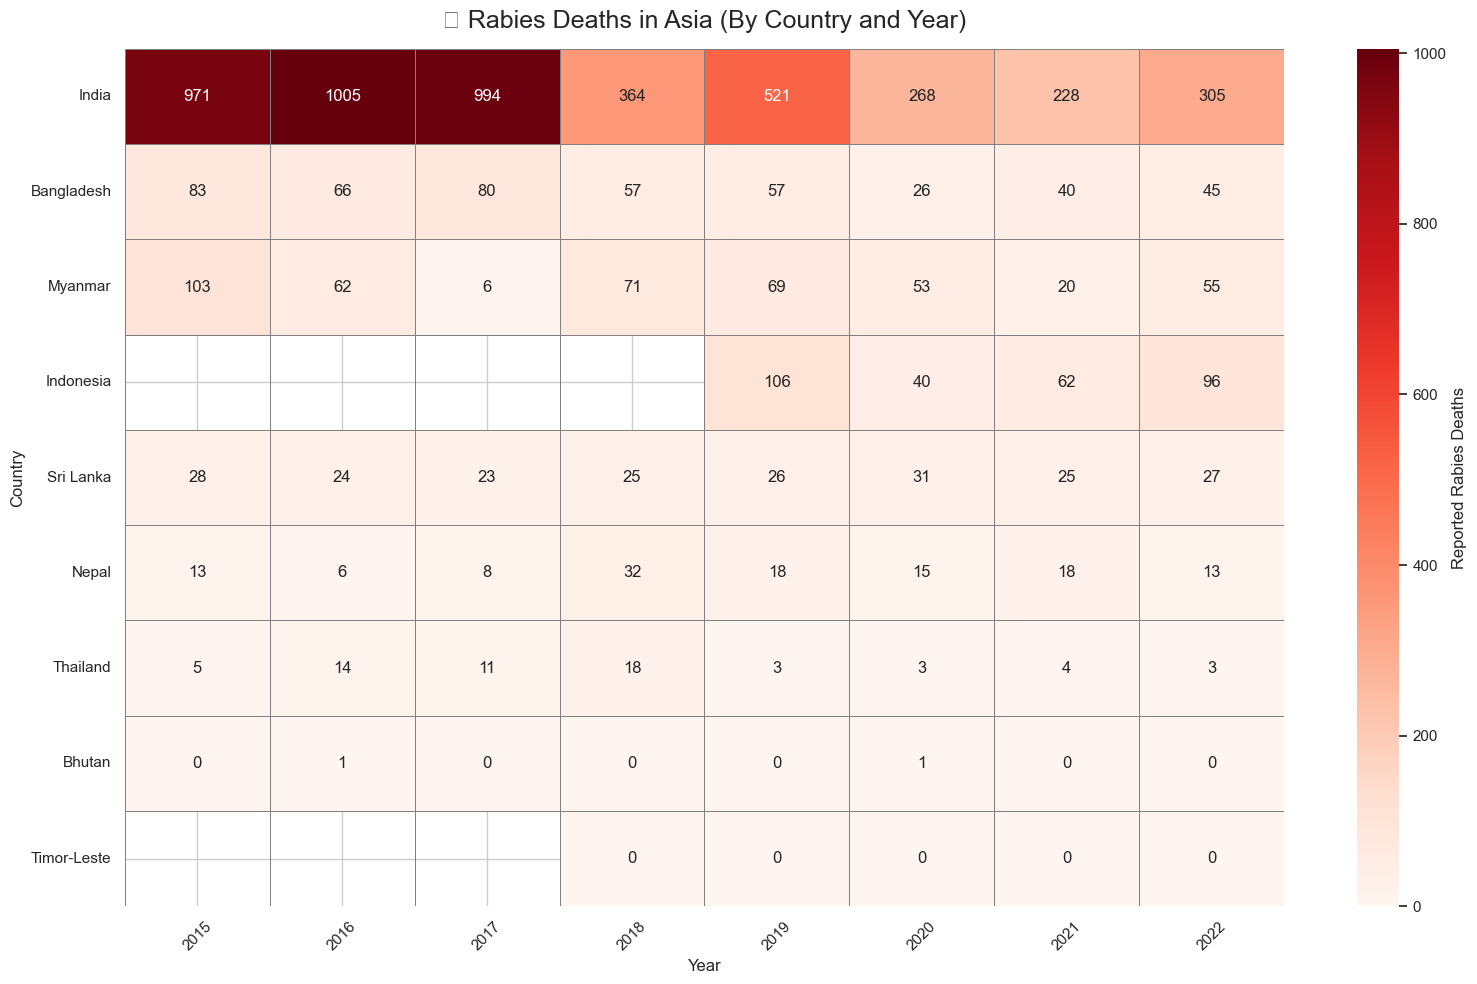 ▯ Rabies Deaths in Asia (By Country and Year)
India 971 1005 994 364 521 268 228 305
Bangladesh 83 66 80 57 57 26 40 45
Myanmar 103 62 6 71 69 53 20 55
Indonesia 106 40 62 96
Sri Lanka 28 24 23 25 26 31 25 27
Nepal 13 6 8 32 18 15 18 13
Thailand 5 14 11 18 3 3 4 3
Bhutan 0 1 0 0 0 1 0 0
Timor-Leste 0 0 0 0 0
2015 2016 2017 2018 2019 2020 2021 2022
Year
Country
1000
800
600
400
200
0
Reported Rabies Deaths